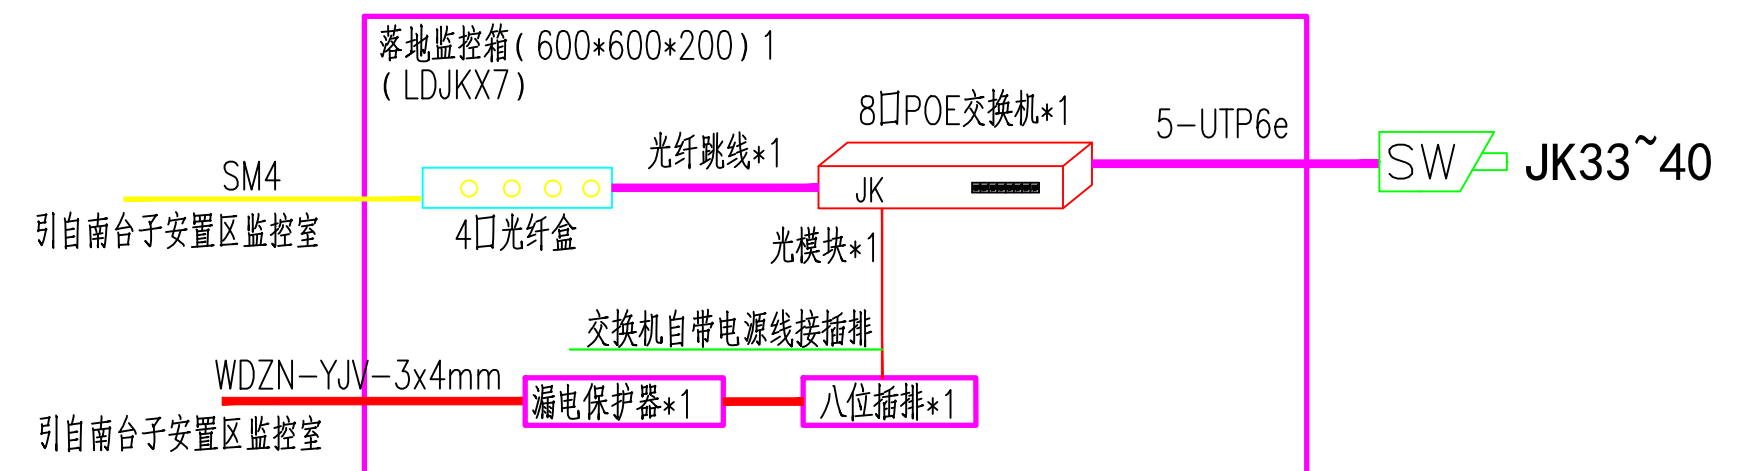 落地监控箱(600*600*200)1
(LDJKX7)
8口POE交换机*1
5-UTP6e
光纤跳线*1
SW
JK33~40
SM4
JK
引自南台子安置区监控室
4口光纤盒
光模块*1
交换机自带电源线接插排
WDZN-YJV-3x4mm
漏电保护器*1
八位插排*1
引自南台子安置区监控室